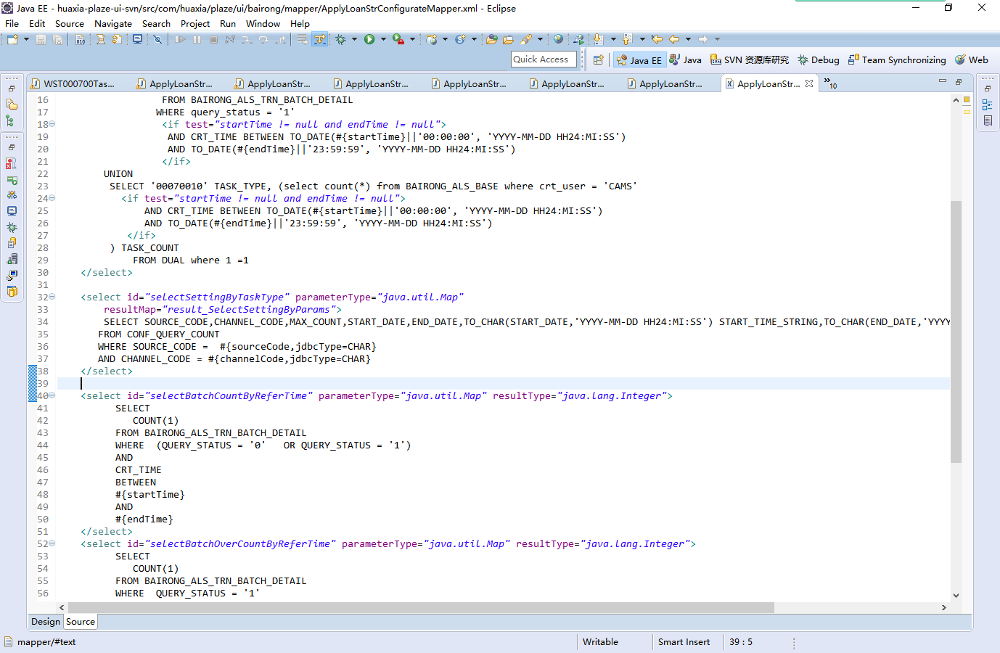 Java EE - huaxia-plaze-ui-svn/src/com/huaxia/plaze/ui/bairong/mapper/ApplyLoanStrConfigurateMapper.xml - Eclipse
File Edit Source Navigate Search Project Run Window Help
Quick Access Java EE Java SVN 资源库研究 Debug Team Synchronizing Web
WST000700Tas... ApplyLoanStr... ApplyLoanStr... ApplyLoanStr... ApplyLoanStr... ApplyLoanStr... ApplyLoanStr... ApplyLoanStr... »10
16 FROM BAIRONG_ALS_TRN_BATCH_DETAIL
17 WHERE query_status = '1'
18 <if test="startTime != null and endTime != null">
19 AND CRT_TIME BETWEEN TO_DATE(#{startTime}||'00:00:00', 'YYYY-MM-DD HH24:MI:SS')
20 AND TO_DATE(#{endTime}||'23:59:59', 'YYYY-MM-DD HH24:MI:SS')
21 </if>
22 UNION
23 SELECT '00070010' TASK_TYPE, (select count(*) from BAIRONG_ALS_BASE where crt_user = 'CAMS'
24 <if test="startTime != null and endTime != null">
25 AND CRT_TIME BETWEEN TO_DATE(#{startTime}||'00:00:00', 'YYYY-MM-DD HH24:MI:SS')
26 AND TO_DATE(#{endTime}||'23:59:59', 'YYYY-MM-DD HH24:MI:SS')
27 </if>
28 ) TASK_COUNT
29 FROM DUAL where 1 =1
30 </select>
31
32 <select id="selectSettingByTaskType" parameterType="java.util.Map"
33 resultMap="result_SelectSettingByParams">
34 SELECT SOURCE_CODE,CHANNEL_CODE,MAX_COUNT,START_DATE,END_DATE,TO_CHAR(START_DATE,'YYYY-MM-DD HH24:MI:SS') START_TIME_STRING,TO_CHAR(END_DATE,'YYYY
35 FROM CONF_QUERY_COUNT
36 WHERE SOURCE_CODE = #{sourceCode,jdbcType=CHAR}
37 AND CHANNEL_CODE = #{channelCode,jdbcType=CHAR}
38 </select>
39
40 <select id="selectBatchCountByReferTime" parameterType="java.util.Map" resultType="java.lang.Integer">
41 SELECT
42 COUNT(1)
43 FROM BAIRONG_ALS_TRN_BATCH_DETAIL
44 WHERE (QUERY_STATUS = '0' OR QUERY_STATUS = '1')
45 AND
46 CRT_TIME
47 BETWEEN
48 #{startTime}
49 AND
50 #{endTime}
51 </select>
52 <select id="selectBatchOverCountByReferTime" parameterType="java.util.Map" resultType="java.lang.Integer">
53 SELECT
54 COUNT(1)
55 FROM BAIRONG_ALS_TRN_BATCH_DETAIL
56 WHERE QUERY_STATUS = '1'
Design Source
mapper/#text Writable Smart Insert 39 : 5